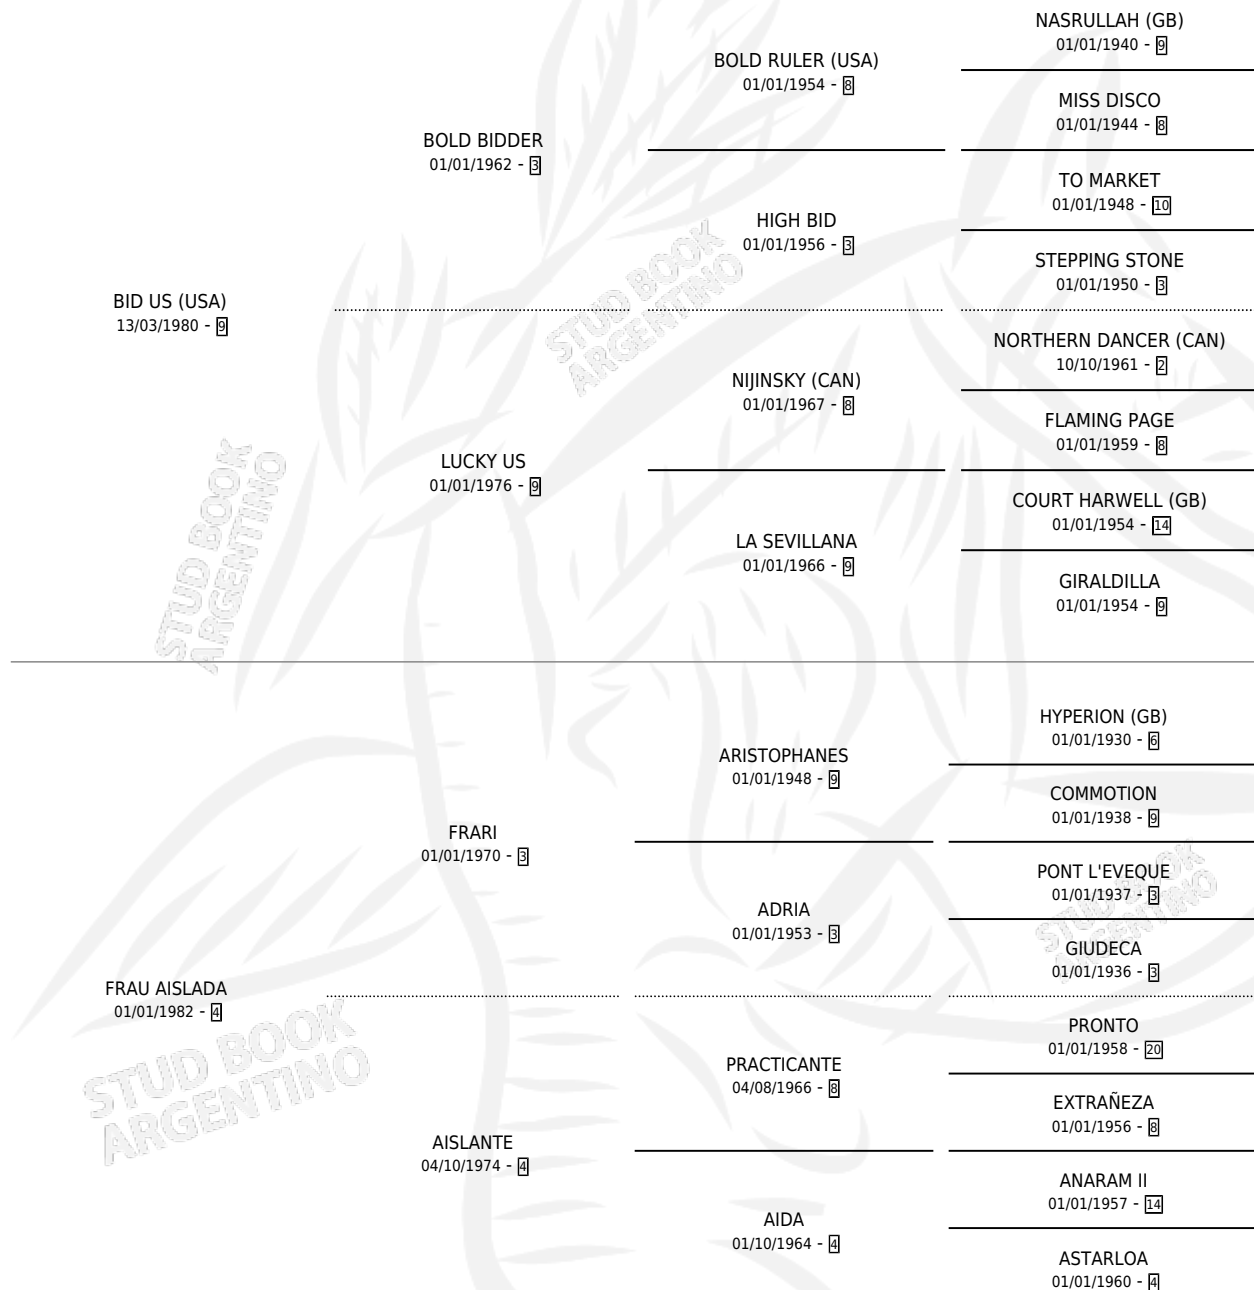 NASRULLAH (GB)
01/01/1940 - 9
BOLD RULER (USA)
01/01/1954 - 8
MISS DISCO
01/01/1944 - 8
BOLD BIDDER
01/01/1962 - 3
TO MARKET
01/01/1948 - 10
HIGH BID
01/01/1956 - 3
STEPPING STONE
01/01/1950 - 3
BID US (USA)
13/03/1980 - 9
STUD BOOK
ARGENTINO
NORTHERN DANCER (CAN)
10/10/1961 - 2
NIJINSKY (CAN)
01/01/1967 - 8
FLAMING PAGE
01/01/1959 - 8
LUCKY US
01/01/1976 - 9
COURT HARWELL (GB)
01/01/1954 - 14
LA SEVILLANA
01/01/1966 - 9
GIRALDILLA
01/01/1954 - 9
STUD BOOK
ARGENTINO
HYPERION (GB)
01/01/1930 - 6
ARISTOPHANES
01/01/1948 - 9
COMMOTION
01/01/1938 - 9
FRARI
01/01/1970 - 3
PONT L'EVEQUE
01/01/1937 - 3
ADRIA
01/01/1953 - 3
GIUDECA
01/01/1936 - 3
STUD BOOK
ARGENTINO
FRAU AISLADA
01/01/1982 - 4
PRONTO
01/01/1958 - 20
PRACTICANTE
04/08/1966 - 8
EXTRAÑEZA
01/01/1956 - 8
STUD BOOK
ARGENTINO
AISLANTE
04/10/1974 - 4
ANARAM II
01/01/1957 - 14
AIDA
01/10/1964 - 4
ASTARLOA
01/01/1960 - 4